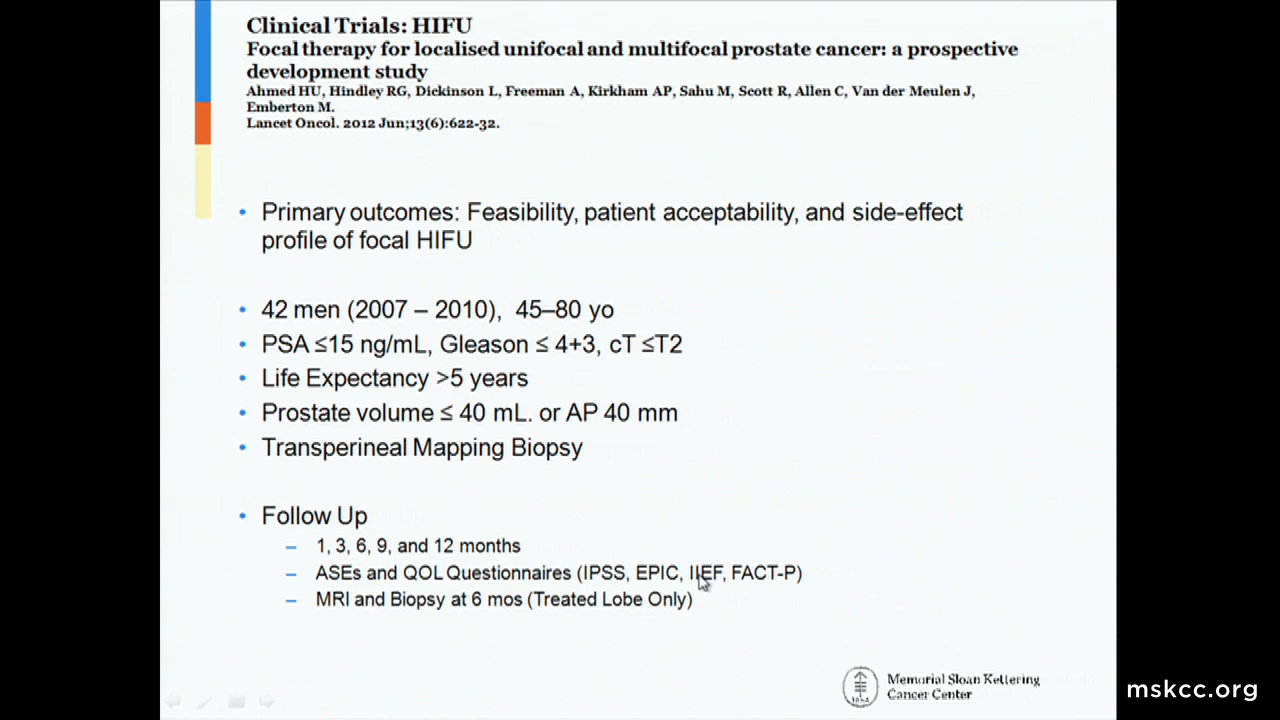 Clinical Trials: HIFU
Focal therapy for localised unifocal and multifocal prostate cancer: a prospective
development study
Ahmed HU, Hindley RG, Dickinson L, Freeman A, Kirkham AP, Sahu M, Scott R, Allen C, Van der Meulen J,
Emberton M.
Lancet Oncol. 2012 Jun;13(6):622-32.
• Primary outcomes: Feasibility, patient acceptability, and side-effect
profile of focal HIFU
• 42 men (2007 – 2010), 45–80 yo
• PSA ≤15 ng/mL, Gleason ≤ 4+3, cT ≤T2
• Life Expectancy >5 years
• Prostate volume ≤ 40 mL. or AP 40 mm
• Transperineal Mapping Biopsy
• Follow Up
– 1, 3, 6, 9, and 12 months
– ASEs and QOL Questionnaires (IPSS, EPIC, IIEF, FACT-P)
– MRI and Biopsy at 6 mos (Treated Lobe Only)
Memorial Sloan Kettering
Cancer Center
mskcc.org